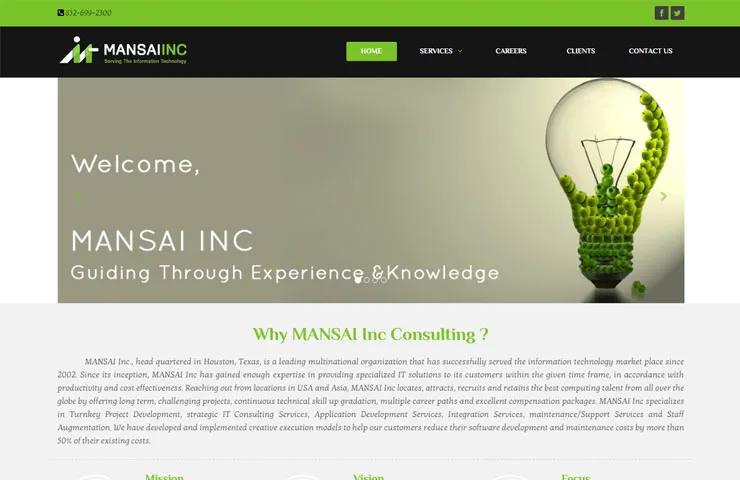 832-699-2300
MANSAI INC
Serving The Information Technology
HOME SERVICES CAREERS CLIENTS CONTACT US
Welcome,
MANSAI INC
Guiding Through Experience &Knowledge
Why MANSAI Inc Consulting ?
MANSAI Inc., head quartered in Houston, Texas, is a leading multinational organization that has successfully served the information technology market place since
2002. Since its inception, MANSAI Inc has gained enough expertise in providing specialized IT solutions to its customers within the given time frame, in accordance with
productivity and cost effectiveness. Reaching out from locations in USA and Asia, MANSAI Inc locates, attracts, recruits and retains the best computing talent from all over the
globe by offering long term, challenging projects, continuous technical skill up gradation, multiple career paths and excellent compensation packages. MANSAI Inc specializes
in Turnkey Project Development, strategic IT Consulting Services, Application Development Services, Integration Services, maintenance/Support Services and Staff
Augmentation. We have developed and implemented creative execution models to help our customers reduce their software development and maintenance costs by more than
50% of their existing costs.
Mission Vision Focus